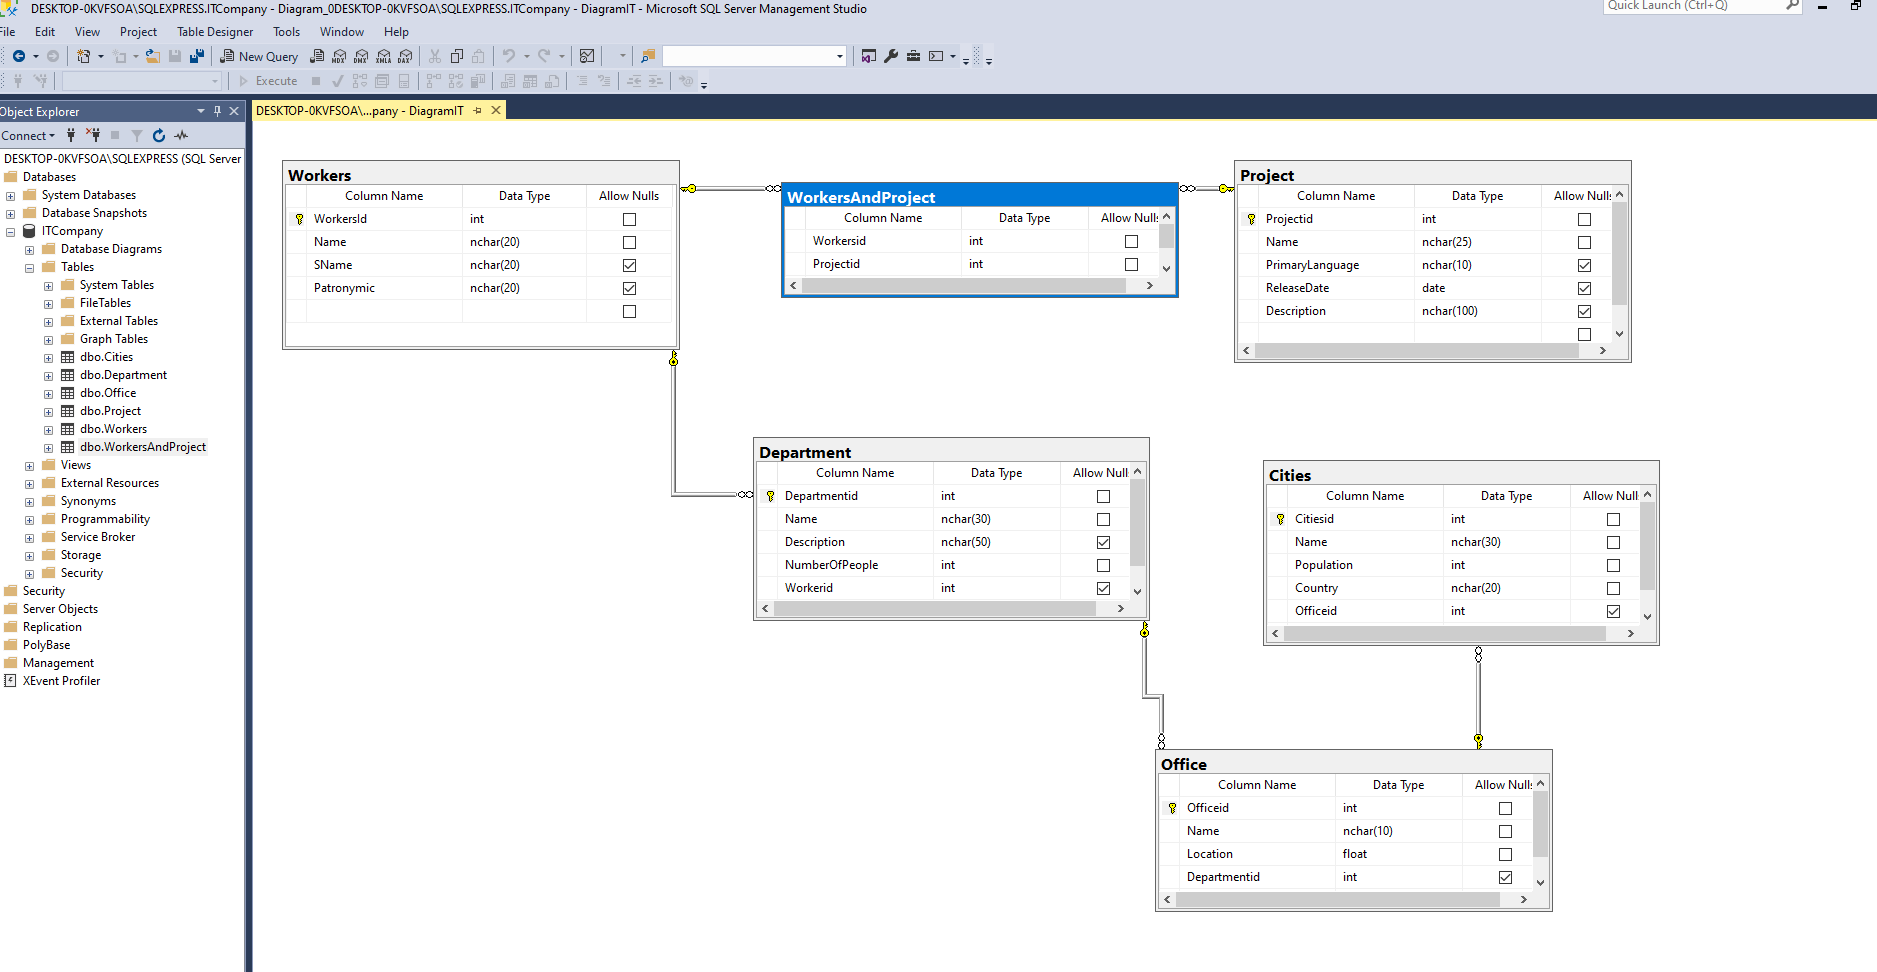 DESKTOP-0KVFSOA\SQLEXPRESS.ITCompany - Diagram_0DESKTOP-0KVFSOA\SQLEXPRESS.ITCompany - DiagramIT - Microsoft SQL Server Management Studio
Quick Launch (Ctrl+Q)
File Edit View Project Table Designer Tools Window Help
New Query MDX DMX XMLA DAX
Execute
Object Explorer
DESKTOP-0KVFSOA\...pany - DiagramIT
Connect
DESKTOP-0KVFSOA\SQLEXPRESS (SQL Server
Databases
System Databases
Database Snapshots
ITCompany
Database Diagrams
Tables
System Tables
FileTables
External Tables
Graph Tables
dbo.Cities
dbo.Department
dbo.Office
dbo.Project
dbo.Workers
dbo.WorkersAndProject
Views
External Resources
Synonyms
Programmability
Service Broker
Storage
Security
Security
Server Objects
Replication
PolyBase
Management
XEvent Profiler
Workers
Column Name Data Type Allow Nulls
WorkersId int
Name nchar(20)
SName nchar(20)
Patronymic nchar(20)
WorkersAndProject
Column Name Data Type Allow Nulls
Workersid int
Projectid int
Project
Column Name Data Type Allow Nulls
Projectid int
Name nchar(25)
PrimaryLanguage nchar(10)
ReleaseDate date
Description nchar(100)
Department
Column Name Data Type Allow Null
Departmentid int
Name nchar(30)
Description nchar(50)
NumberOfPeople int
Workerid int
Cities
Column Name Data Type Allow Null
Citiesid int
Name nchar(30)
Population int
Country nchar(20)
Officeid int
Office
Column Name Data Type Allow Nulls
Officeid int
Name nchar(10)
Location float
Departmentid int